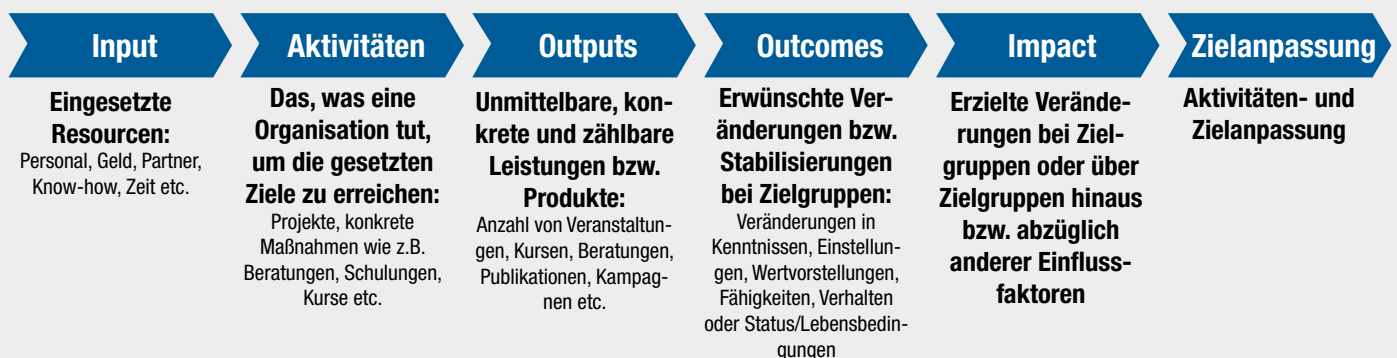 Input
Eingesetzte
Resourcen:
Personal, Geld, Partner,
Know-how, Zeit etc.
Aktivitäten
Das, was eine
Organisation tut,
um die gesetzten
Ziele zu erreichen:
Projekte, konkrete
Maßnahmen wie z.B.
Beratungen, Schulungen,
Kurse etc.
Outputs
Unmittelbare, kon-
krete und zählbare
Leistungen bzw.
Produkte:
Anzahl von Veranstaltun-
gen, Kursen, Beratungen,
Publikationen, Kampag-
nen etc.
Outcomes
Erwünschte Ver-
änderungen bzw.
Stabilisierungen
bei Zielgruppen:
Veränderungen in
Kenntnissen, Einstellun-
gen, Wertvorstellungen,
Fähigkeiten, Verhalten
oder Status/Lebensbedin-
gungen
Impact
Erzielte Verände-
rungen bei Ziel-
gruppen oder über
Zielgruppen hinaus
bzw. abzüglich
anderer Einfluss-
faktoren
Zielanpassung
Aktivitäten- und
Zielanpassung